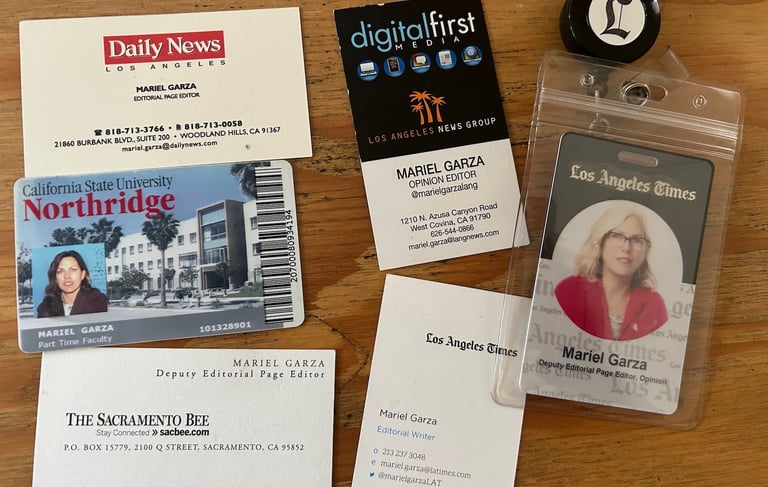 Daily News
LOS ANGELES
MARIEL GARZA
EDITORIAL PAGE EDITOR
☎ 818-713-3766 • 818-713-0058
21860 BURBANK BLVD., SUITE 200 • WOODLAND HILLS, CA 91367
mariel.garza@dailynews.com
digitalfirst
MEDIA
LOS ANGELES NEWS GROUP
MARIEL GARZA
OPINION EDITOR
@marielgarzalang
1210 N. Azusa Canyon Road
West Covina, CA 91790
626-544-0866
mariel.garza@langnews.com
L
Los Angeles Times
Mariel Garza
Deputy Editorial Page Editor, Opinion
California State University
Northridge
MARIEL GARZA
Part Time Faculty
101328901
20700080934194
MARIEL GARZA
Deputy Editorial Page Editor
THE SACRAMENTO BEE
Stay Connected » sacbee.com
P.O. BOX 15779, 2100 Q STREET, SACRAMENTO, CA 95852
Los Angeles Times
Mariel Garza
Editorial Writer
o 213 237 3048
e mariel.garza@latimes.com
@marielgarzaLAT